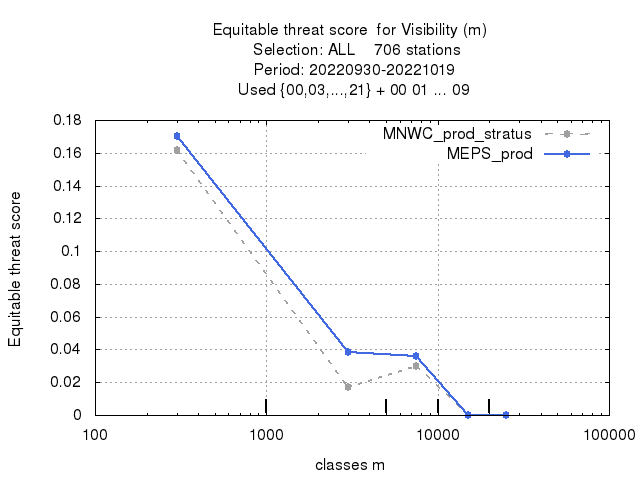 Equitable threat score  for Visibility (m)
Selection: ALL    706 stations
Period: 20220930-20221019
Used {00,03,...,21} + 00 01 ... 09
MNWC_prod_stratus
MEPS_prod
Equitable threat score
0.18
0.16
0.14
0.12
0.1
0.08
0.06
0.04
0.02
0
100 1000 10000 100000
classes m